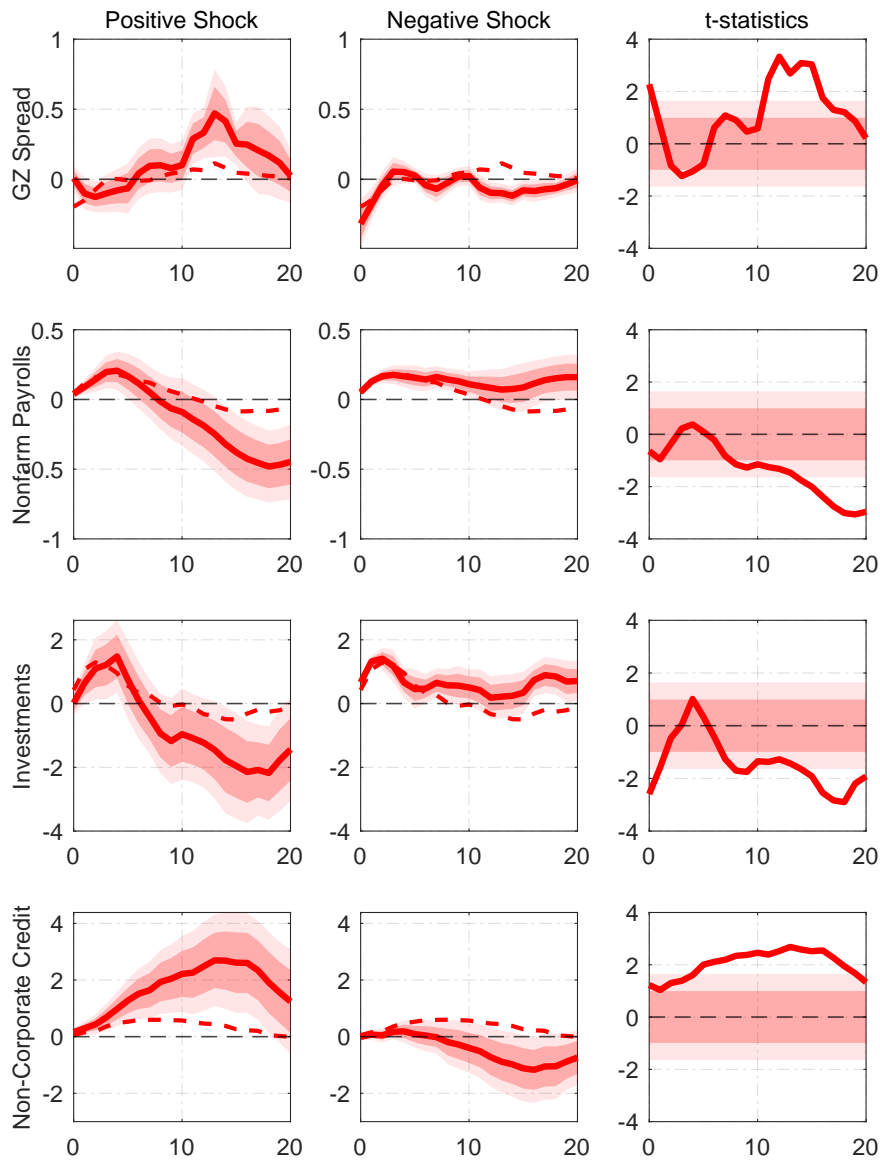 Positive Shock Negative Shock t-statistics
GZ Spread
1 0.5 0
0 10 20
1 0.5 0
0 10 20
4 2 0 -2 -4
0 10 20
Nonfarm Payrolls
0.5 0 -0.5 -1
0 10 20
0.5 0 -0.5 -1
0 10 20
4 2 0 -2 -4
0 10 20
Investments
2 0 -2 -4
0 10 20
2 0 -2 -4
0 10 20
4 2 0 -2 -4
0 10 20
Non-Corporate Credit
4 2 0 -2
0 10 20
4 2 0 -2
0 10 20
4 2 0 -2 -4
0 10 20